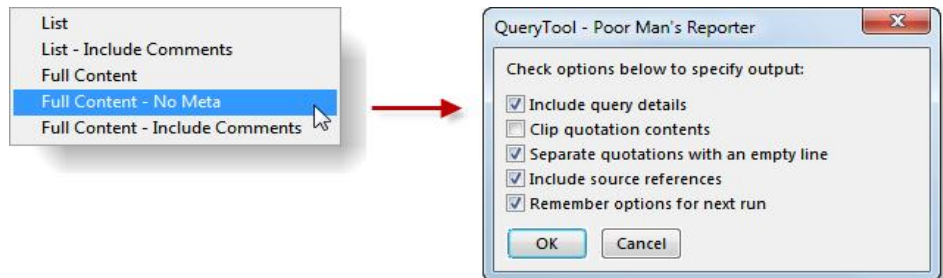 List
List - Include Comments
Full Content
Full Content - No Meta
Full Content - Include Comments
QueryTool - Poor Man's Reporter
Check options below to specify output:
Include query details
Clip quotation contents
Separate quotations with an empty line
Include source references
Remember options for next run
OK
Cancel